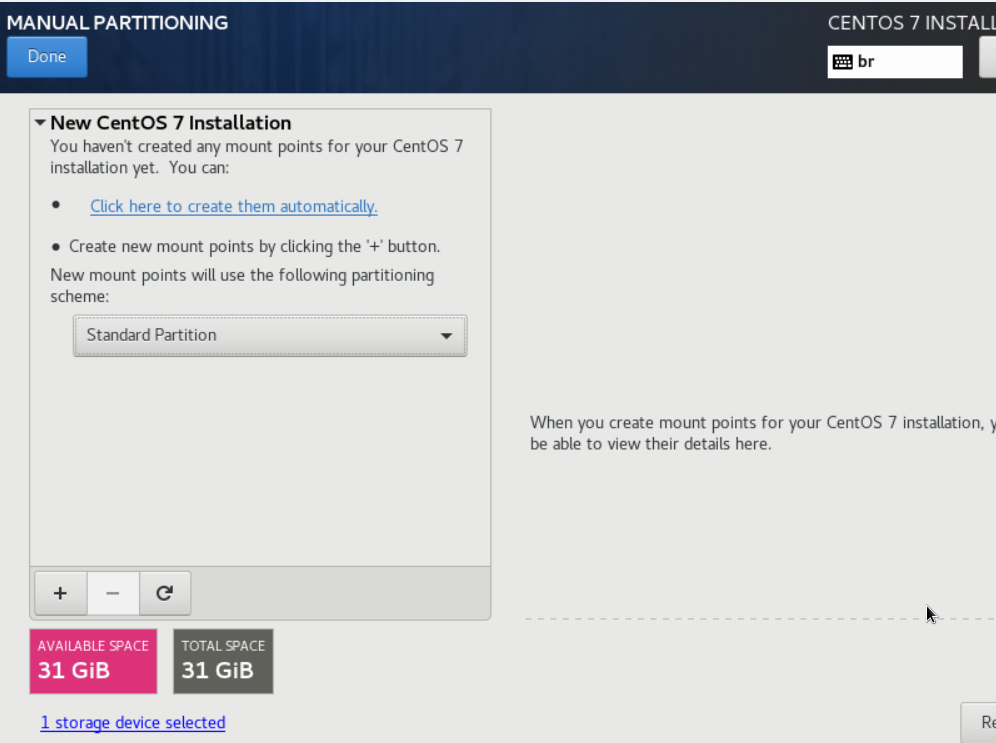 MANUAL PARTITIONING
CENTOS 7 INSTALL
Done
br
New CentOS 7 Installation
You haven't created any mount points for your CentOS 7
installation yet.  You can:
• Click here to create them automatically.
• Create new mount points by clicking the '+' button.
New mount points will use the following partitioning
scheme:
Standard Partition
When you create mount points for your CentOS 7 installation, y
be able to view their details here.
+ −
AVAILABLE SPACE
31 GiB
TOTAL SPACE
31 GiB
1 storage device selected
Re